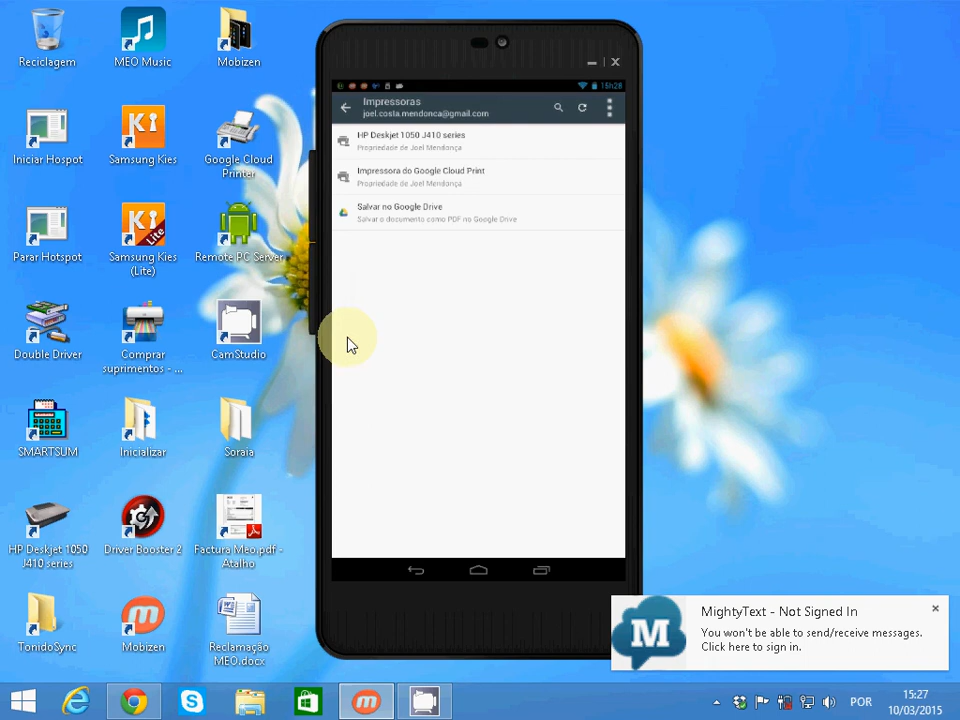 Reciclagem
MEO Music
Mobizen
Iniciar Hospot
Samsung Kies
Google Cloud
Printer
Parar Hotspot
Samsung Kies
(Lite)
Remote PC Server
Double Driver
Comprar
suprimentos - ...
CamStudio
SMARTSUM
Inicializar
Soraia
HP Deskjet 1050
J410 series
Driver Booster 2
Factura Meo.pdf -
Atalho
TonidoSync
Mobizen
Reclamação
MEO.docx
15h28
Impressoras
joel.costa.mendonca@gmail.com
HP Deskjet 1050 J410 series
Propriedade de Joel Mendonça
Impressora do Google Cloud Print
Propriedade de Joel Mendonça
Salvar no Google Drive
Salvar o documento como PDF no Google Drive
M
MightyText - Not Signed In
You won't be able to send/receive messages.
Click here to sign in.
POR
15:27
10/03/2015